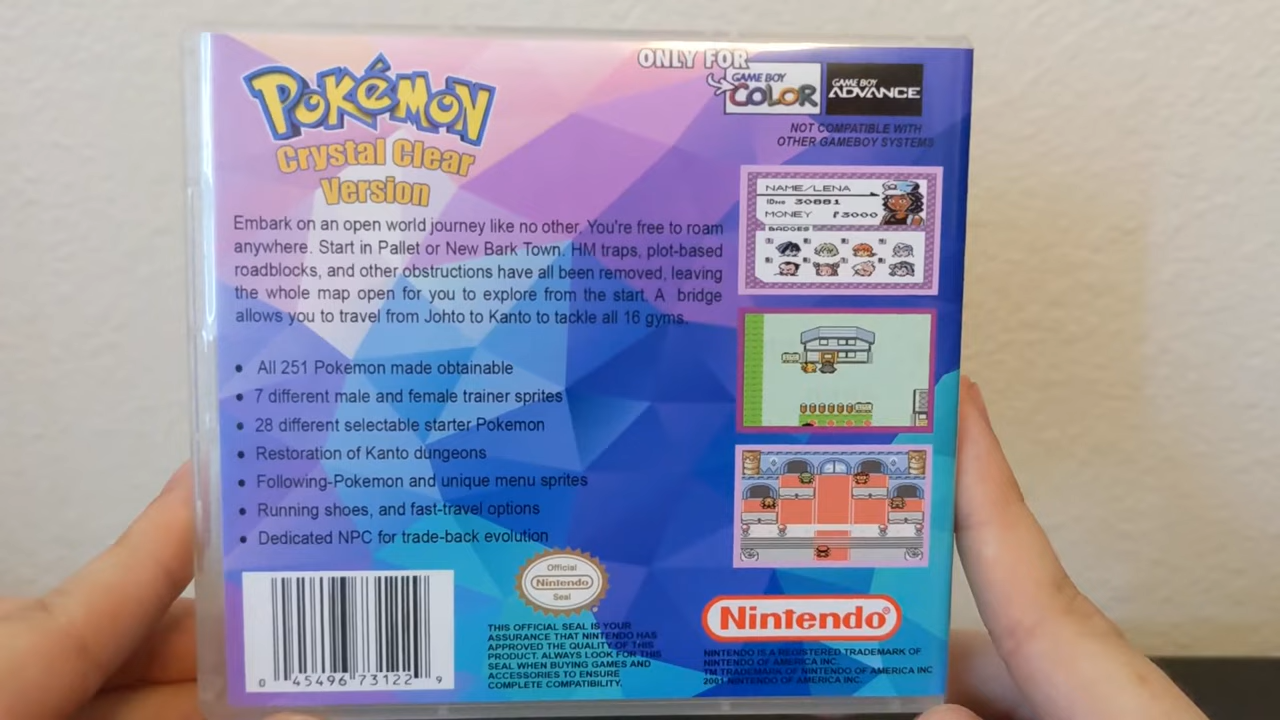 POKéMON
Crystal Clear
Version
ONLY FOR
GAME BOY
COLOR
GAME BOY
ADVANCE
NOT COMPATIBLE WITH
OTHER GAMEBOY SYSTEMS
Embark on an open world journey like no other. You're free to roam
anywhere. Start in Pallet or New Bark Town. HM traps, plot-based
roadblocks, and other obstructions have all been removed, leaving
the whole map open for you to explore from the start. A bridge
allows you to travel from Johto to Kanto to tackle all 16 gyms.
NAME/LENA
IDNo 30881
MONEY ₽3000
BADGES
• All 251 Pokemon made obtainable
• 7 different male and female trainer sprites
• 28 different selectable starter Pokemon
• Restoration of Kanto dungeons
• Following-Pokemon and unique menu sprites
• Running shoes, and fast-travel options
• Dedicated NPC for trade-back evolution
0 45496 73122 9
Official
Nintendo
Seal
THIS OFFICIAL SEAL IS YOUR
ASSURANCE THAT NINTENDO HAS
APPROVED THE QUALITY OF THIS
PRODUCT. ALWAYS LOOK FOR THIS
SEAL WHEN BUYING GAMES AND
ACCESSORIES TO ENSURE
COMPLETE COMPATIBILITY.
Nintendo®
NINTENDO IS A REGISTERED TRADEMARK OF
NINTENDO OF AMERICA INC.
TM TRADEMARK OF NINTENDO OF AMERICA INC
2001 NINTENDO OF AMERICA INC.